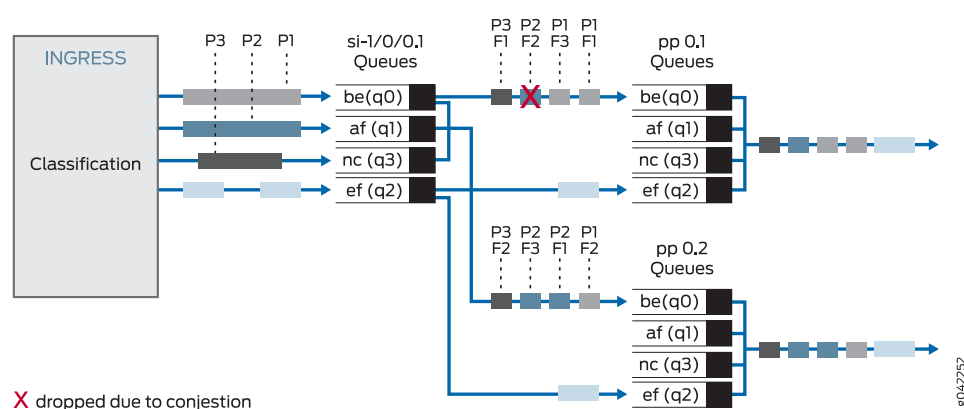 INGRESS
Classification
P3 P2 P1
si-1/0/0.1
Queues
be(q0)
af (q1)
nc (q3)
ef (q2)
P3 P2 P1 P1
F1 F2 F3 F1
X
pp 0.1
Queues
be(q0)
af (q1)
nc (q3)
ef (q2)
P3 P2 P2 P1
F2 F3 F1 F2
pp 0.2
Queues
be(q0)
af (q1)
nc (q3)
ef (q2)
X dropped due to conjestion
g042252